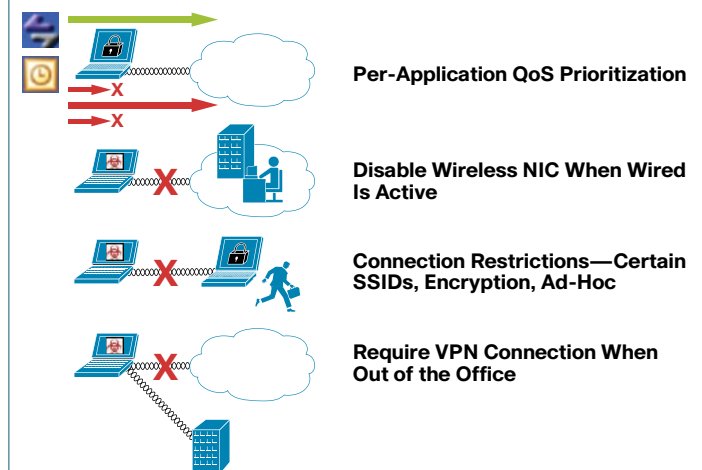 X
X
Per-Application QoS Prioritization
X
Disable Wireless NIC When Wired
Is Active
X
Connection Restrictions—Certain
SSIDs, Encryption, Ad-Hoc
X
Require VPN Connection When
Out of the Office